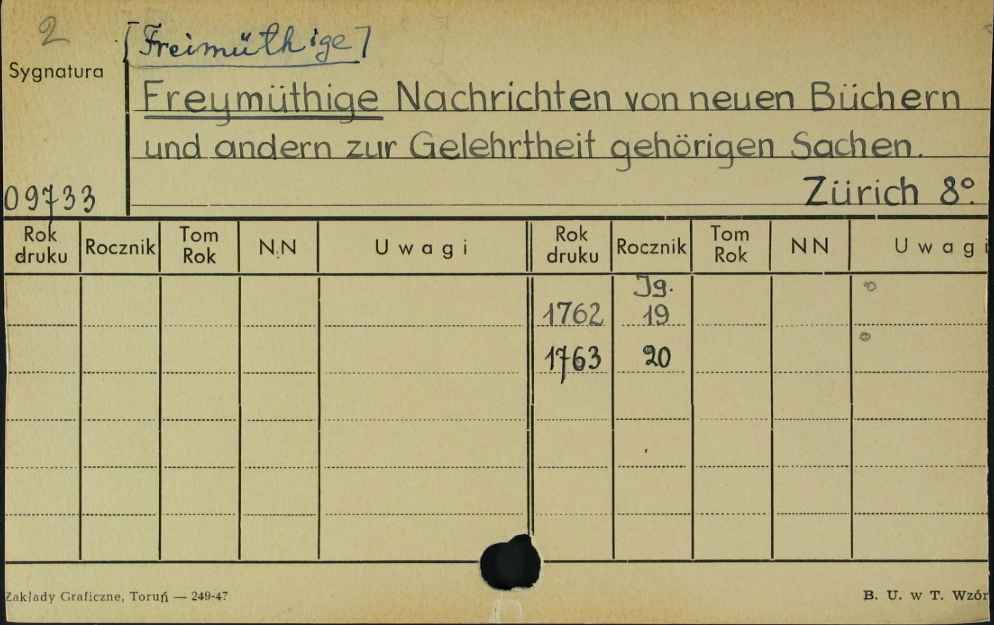 2
[Freimüthige]
Sygnatura
Freymüthige Nachrichten von neuen Büchern
und andern zur Gelehrtheit gehörigen Sachen.
09733
Zürich 8°.
Rok druku Rocznik Tom Rok N.N Uwagi Rok druku Rocznik Tom Rok NN Uwagi
Jg.
1762 19
1763 20
Zakłady Graficzne, Toruń — 249-47
B. U. w T. Wzór